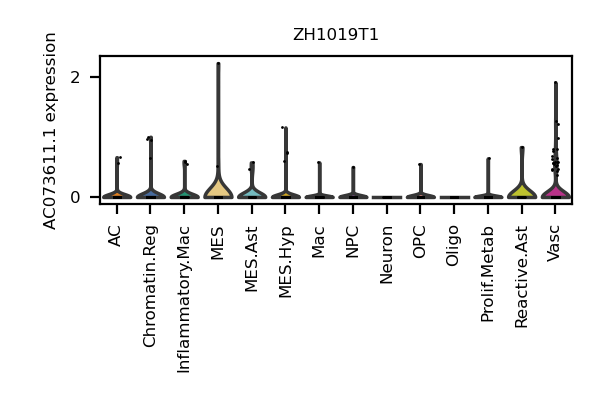 ZH1019T1
AC073611.1 expression
2
0
AC
Chromatin.Reg
Inflammatory.Mac
MES
MES.Ast
MES.Hyp
Mac
NPC
Neuron
OPC
Oligo
Prolif.Metab
Reactive.Ast
Vasc